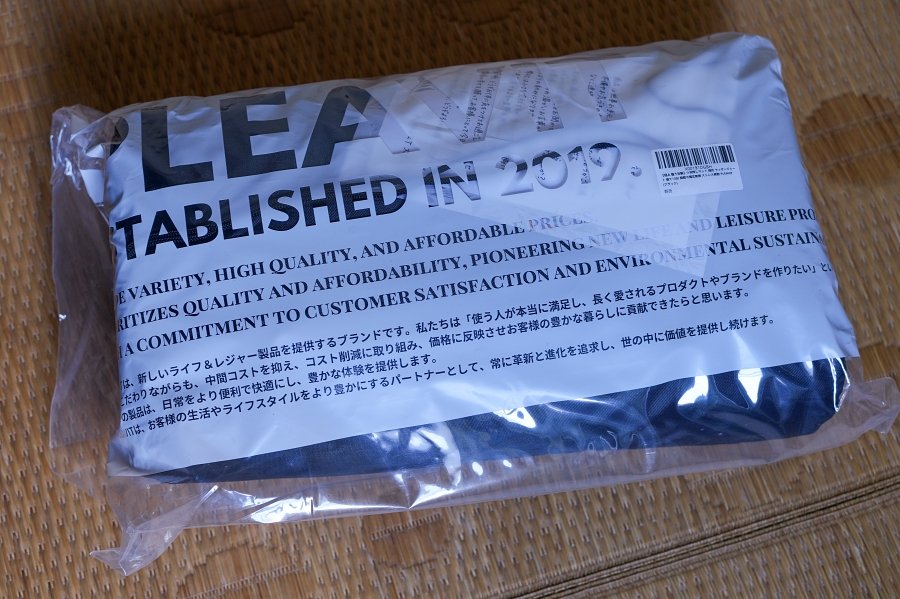 PLEA
TABLISHED IN 2019.
VARIETY, HIGH QUALITY, AND AFFORDABLE PRICE
RITIZES QUALITY AND AFFORDABILITY, PIONEERING NEW LIFE AND LEISURE PRO
A COMMITMENT TO CUSTOMER SATISFACTION AND ENVIRONMENTAL SUSTAIN
は、新しいライフ&レジャー製品を提供するブランドです。私たちは「使う人が本当に満足し、長く愛されるプロダクトやブランドを作りたい」とい
こだわりながらも、中間コストを抑え、コスト削減に取り組み、価格に反映させお客様の豊かな暮らしに貢献できたらと思います。
の製品は、日常をより便利で快適にし、豊かな体験を提供します。
ITは、お客様の生活やライフスタイルをより豊かにするパートナーとして、常に革新と進化を追求し、世の中に価値を提供し続けます。